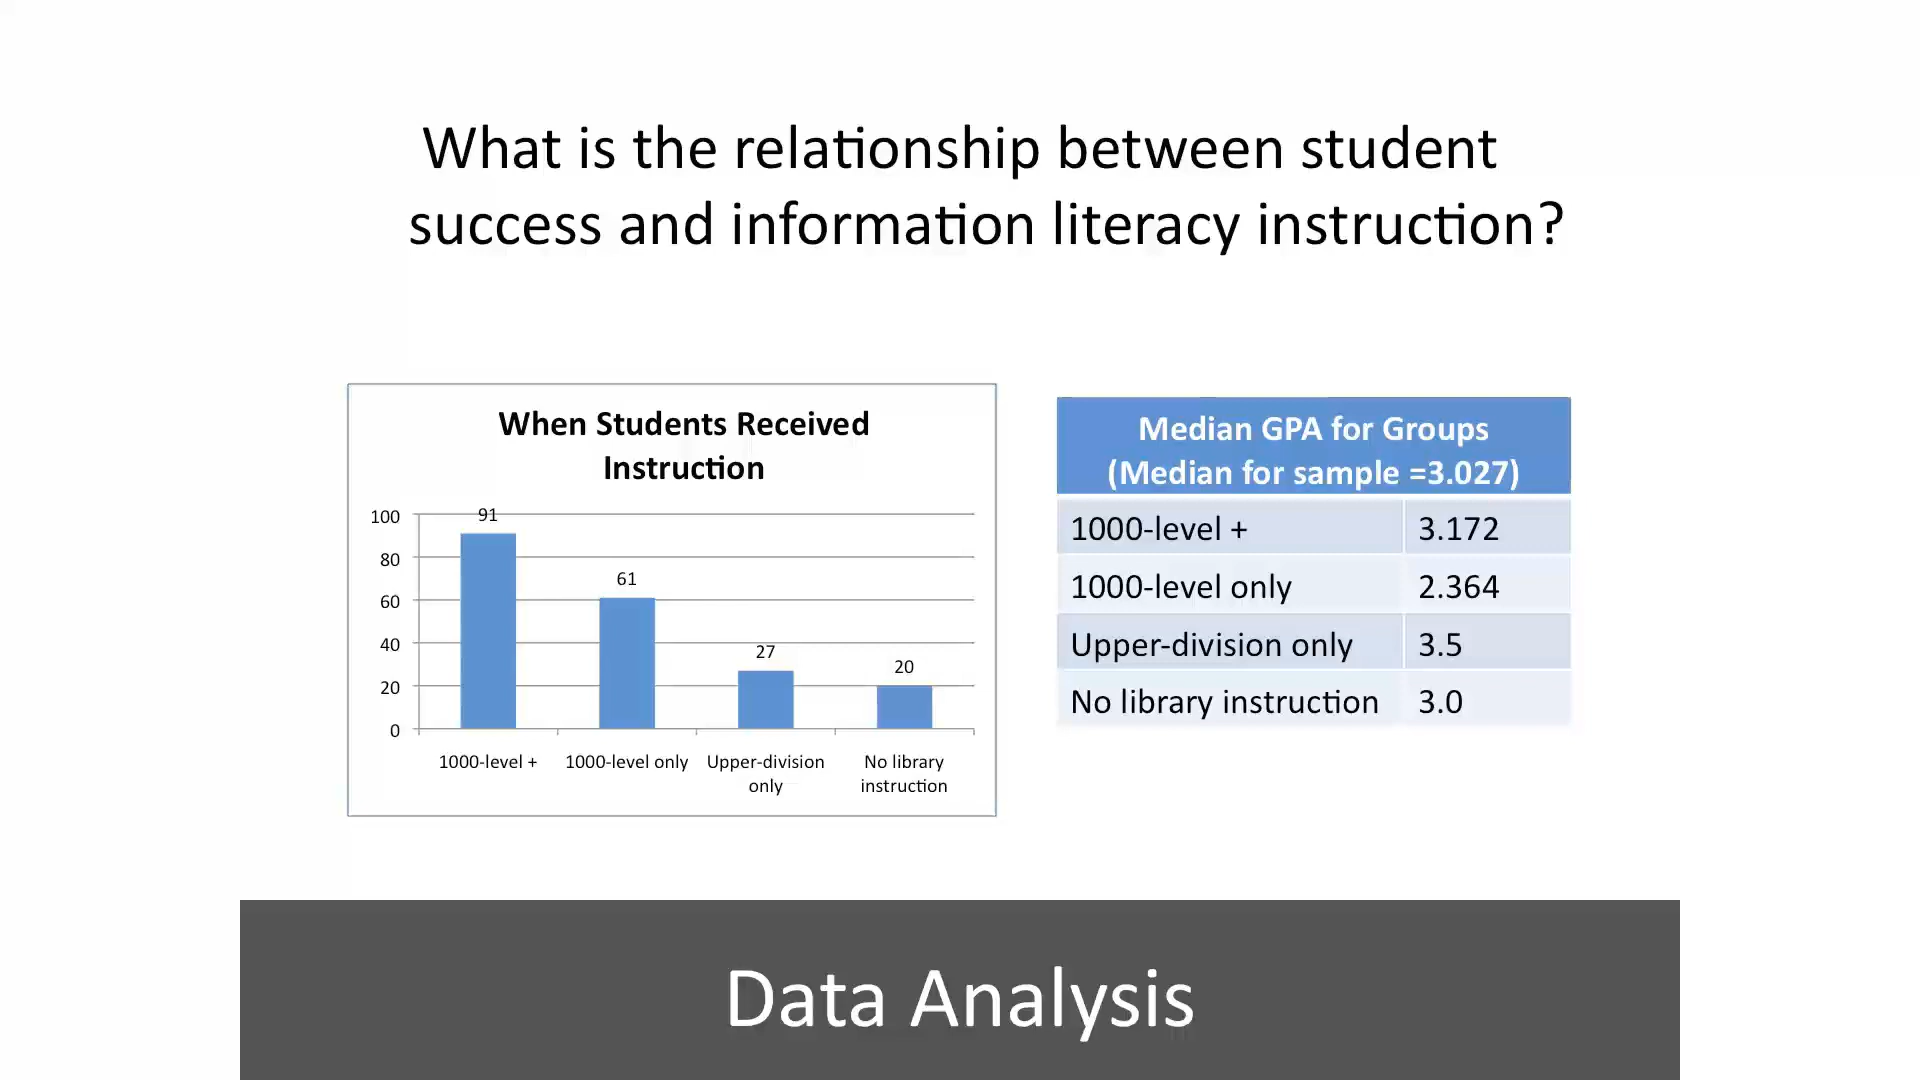 What is the relationship between student
success and information literacy instruction?
When Students Received
Instruction
100
80
60
40
20
0
91
61
27
20
1000-level +
1000-level only
Upper-division
only
No library
instruction
Median GPA for Groups
(Median for sample =3.027)
1000-level + 3.172
1000-level only 2.364
Upper-division only 3.5
No library instruction 3.0
Data Analysis